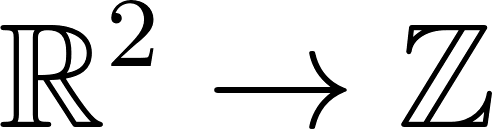 ℝ² → ℤ